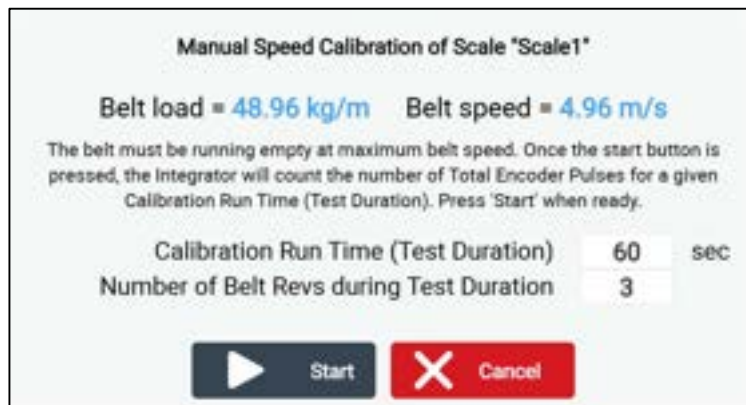 Manual Speed Calibration of Scale "Scale1"
Belt load = 48.96 kg/m Belt speed = 4.96 m/s
The belt must be running empty at maximum belt speed. Once the start button is
pressed, the Integrator will count the number of Total Encoder Pulses for a given
Calibration Run Time (Test Duration). Press 'Start' when ready.
Calibration Run Time (Test Duration) 60 sec
Number of Belt Revs during Test Duration 3
Start Cancel